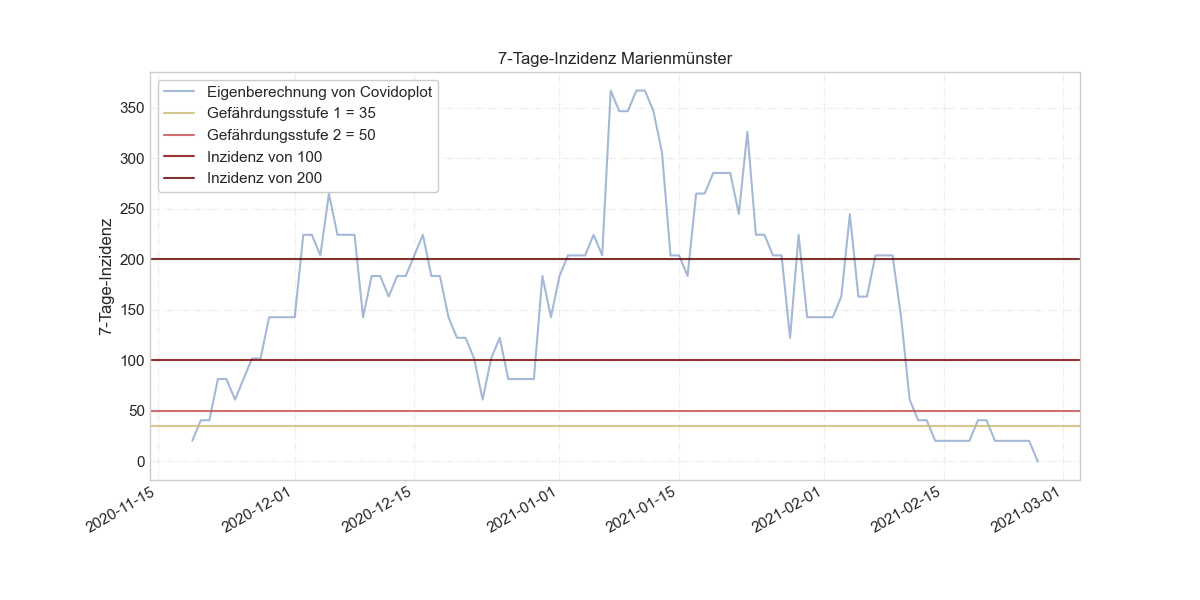 7-Tage-Inzidenz Marienmünster
Eigenberechnung von Covidoplot
Gefährdungsstufe 1 = 35
Gefährdungsstufe 2 = 50
Inzidenz von 100
Inzidenz von 200
7-Tage-Inzidenz
350
300
250
200
150
100
50
0
2020-11-15
2020-12-01
2020-12-15
2021-01-01
2021-01-15
2021-02-01
2021-02-15
2021-03-01